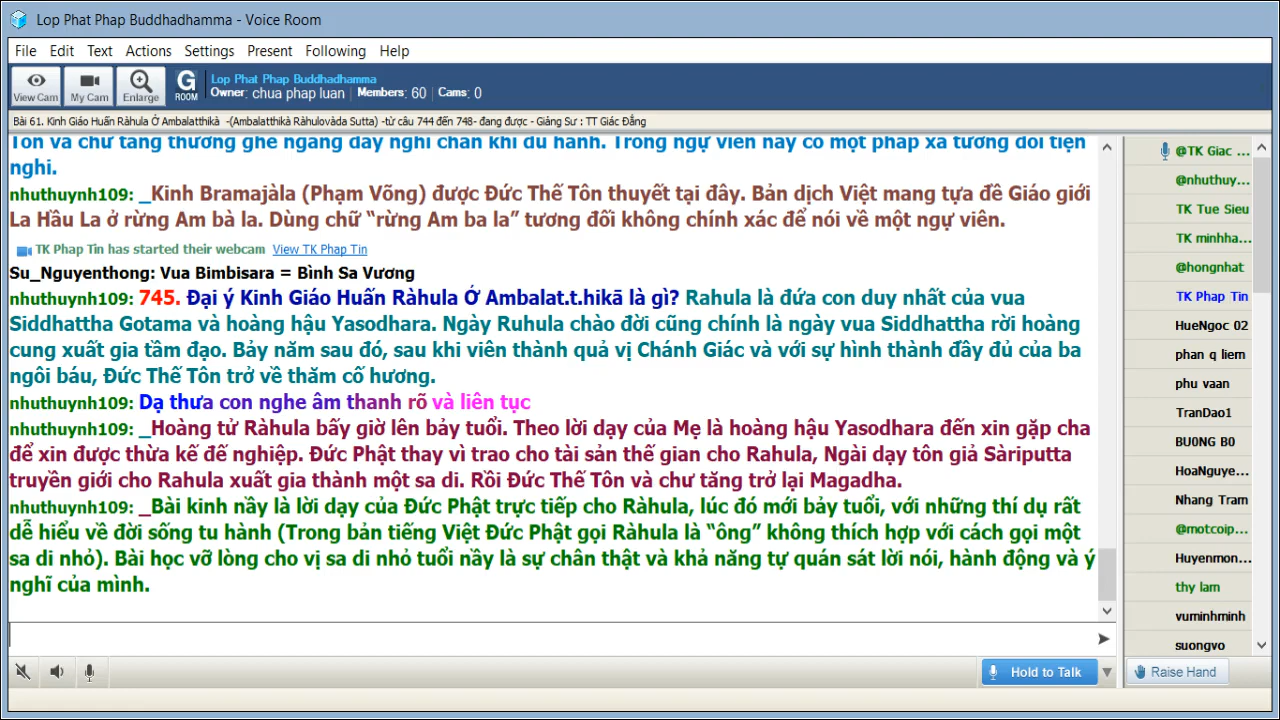 Lop Phat Phap Buddhadhamma - Voice Room
File Edit Text Actions Settings Present Following Help
View Cam My Cam Enlarge G ROOM
Lop Phat Phap Buddhadhamma
Owner: chua phap luan | Members: 60 | Cams: 0
Bài 61. Kinh Giáo Huấn Ràhula Ở Ambalatthikà -(Ambalatthikà Ràhulovàda Sutta) -từ câu 744 đến 748- đang được - Giảng Sư : TT Giác Đẳng
Tôn và chư tăng thường ghé ngang đây nghỉ chân khi du hành. Trong ngự viên này có một pháp xá tương đối tiện
nghi.
nhuthuynh109: _Kinh Bramajàla (Phạm Võng) được Đức Thế Tôn thuyết tại đây. Bản dịch Việt mang tựa đề Giáo giới
La Hầu La ở rừng Am bà la. Dùng chữ “rừng Am ba la” tương đối không chính xác để nói về một ngự viên.
TK Phap Tin has started their webcam View TK Phap Tin
Su_Nguyenthong: Vua Bimbisara = Bình Sa Vương
nhuthuynh109: 745. Đại ý Kinh Giáo Huấn Ràhula Ở Ambalat.t.hikā là gì? Rahula là đứa con duy nhất của vua
Siddhattha Gotama và hoàng hậu Yasodhara. Ngày Ruhula chào đời cũng chính là ngày vua Siddhattha rời hoàng
cung xuất gia tầm đạo. Bảy năm sau đó, sau khi viên thành quả vị Chánh Giác và với sự hình thành đầy đủ của ba
ngôi báu, Đức Thế Tôn trở về thăm cố hương.
nhuthuynh109: Dạ thưa con nghe âm thanh rõ và liên tục
nhuthuynh109: _Hoàng tử Ràhula bấy giờ lên bảy tuổi. Theo lời dạy của Mẹ là hoàng hậu Yasodhara đến xin gặp cha
để xin được thừa kế đế nghiệp. Đức Phật thay vì trao cho tài sản thế gian cho Rahula, Ngài dạy tôn giả Sàriputta
truyền giới cho Rahula xuất gia thành một sa di. Rồi Đức Thế Tôn và chư tăng trở lại Magadha.
nhuthuynh109: _Bài kinh nầy là lời dạy của Đức Phật trực tiếp cho Ràhula, lúc đó mới bảy tuổi, với những thí dụ rất
dễ hiểu về đời sống tu hành (Trong bản tiếng Việt Đức Phật gọi Ràhula là “ông” không thích hợp với cách gọi một
sa di nhỏ). Bài học vỡ lòng cho vị sa di nhỏ tuổi nầy là sự chân thật và khả năng tự quán sát lời nói, hành động và ý
nghĩ của mình.
@TK Giac ...
@nhuthuy...
TK Tue Sieu
TK minhha...
@hongnhat
TK Phap Tin
HueNgoc 02
phan q liem
phu vaan
TranDao1
BU0NG B0
HoaNguye...
Nhang Tram
@motcoip...
Huyenmon...
thy lam
vuminhminh
suongvo
Hold to Talk
Raise Hand